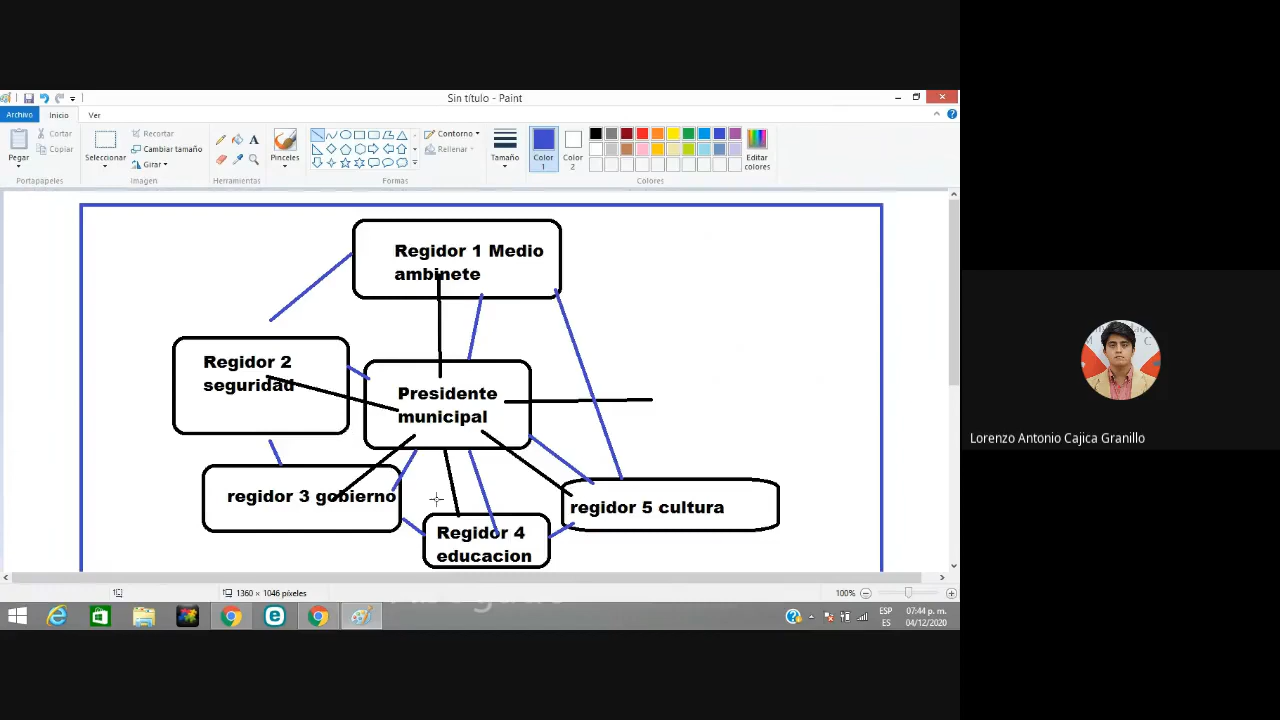 Sin título - Paint
Archivo
Inicio
Ver
Pegar
Cortar
Copiar
Portapapeles
Seleccionar
Recortar
Cambiar tamaño
Girar
Imagen
Herramientas
Pinceles
Contorno
Rellenar
Formas
Tamaño
Color
1
Color
2
Editar
colores
Colores
Regidor 1 Medio
ambinete
Regidor 2
seguridad
Presidente
municipal
regidor 3 gobierno
regidor 5 cultura
Regidor 4
educacion
Lorenzo Antonio Cajica Granillo
1360 × 1046 píxeles
100%
ESP
ES
07:44 p. m.
04/12/2020